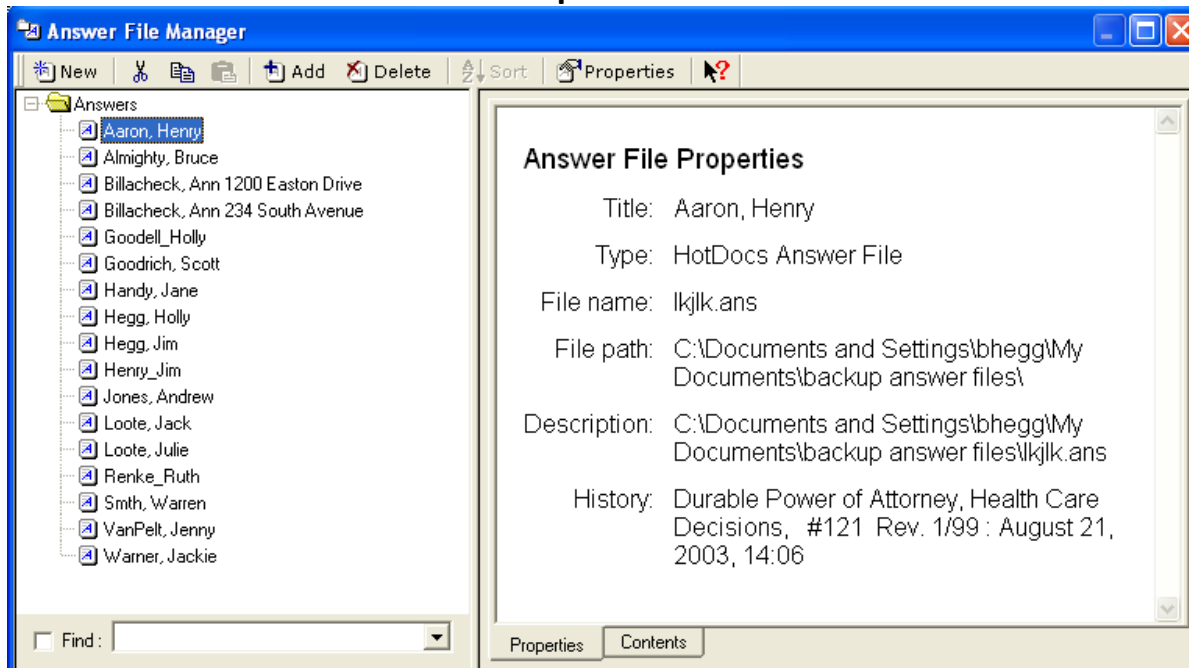 Answer File Manager
New Add Delete Sort Properties
Answers
Aaron, Henry
Almighty, Bruce
Billacheck, Ann 1200 Easton Drive
Billacheck, Ann 234 South Avenue
Goodell_Holly
Goodrich, Scott
Handy, Jane
Hegg, Holly
Hegg, Jim
Henry_Jim
Jones, Andrew
Loote, Jack
Loote, Julie
Renke_Ruth
Smth, Warren
VanPelt, Jenny
Warner, Jackie
Find :
Answer File Properties
Title: Aaron, Henry
Type: HotDocs Answer File
File name: lkjlk.ans
File path: C:\Documents and Settings\bhegg\My
Documents\backup answer files\
Description: C:\Documents and Settings\bhegg\My
Documents\backup answer files\lkjlk.ans
History: Durable Power of Attorney, Health Care
Decisions, #121 Rev. 1/99 : August 21,
2003, 14:06
Properties Contents